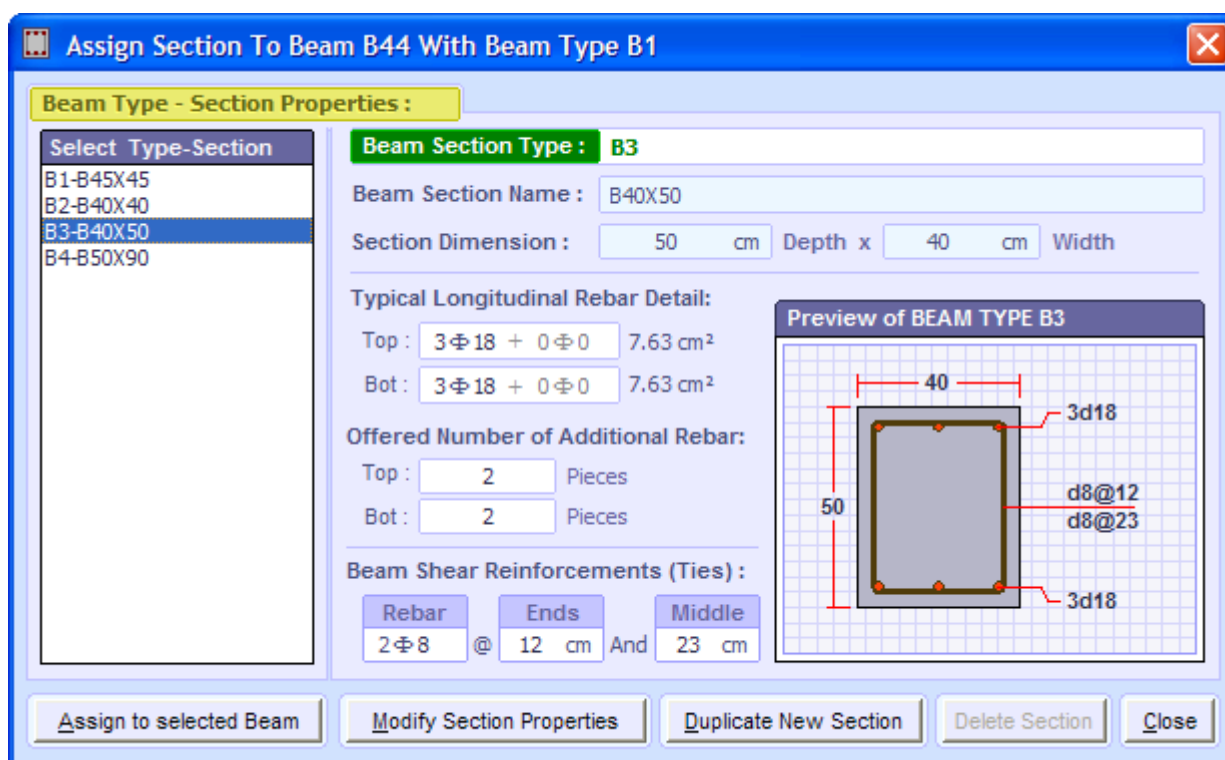 Assign Section To Beam B44 With Beam Type B1
Beam Type - Section Properties :
Select Type-Section
B1-B45X45
B2-B40X40
B3-B40X50
B4-B50X90
Beam Section Type : B3
Beam Section Name : B40X50
Section Dimension : 50 cm Depth x 40 cm Width
Typical Longitudinal Rebar Detail:
Top : 3Φ18 + 0Φ0 7.63 cm²
Bot : 3Φ18 + 0Φ0 7.63 cm²
Offered Number of Additional Rebar:
Top : 2 Pieces
Bot : 2 Pieces
Beam Shear Reinforcements (Ties) :
Rebar Ends Middle
2Φ8 @ 12 cm And 23 cm
Preview of BEAM TYPE B3
40
3d18
50
d8@12
d8@23
3d18
Assign to selected Beam Modify Section Properties Duplicate New Section Delete Section Close